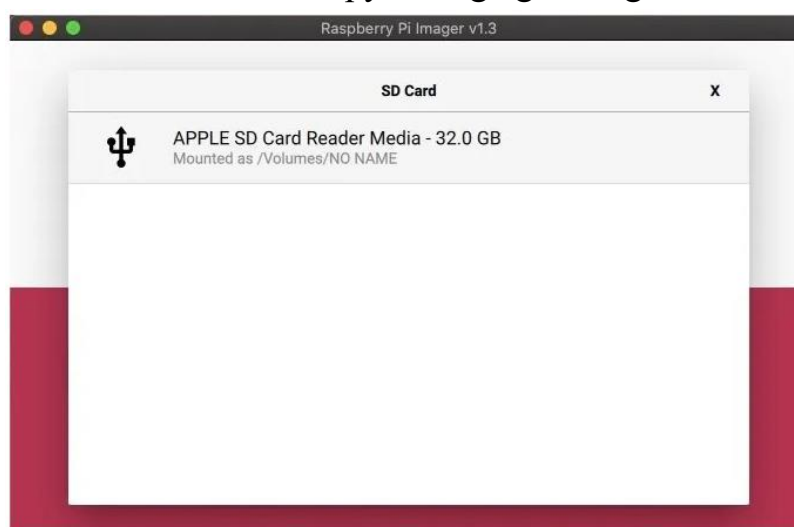 Raspberry Pi Imager v1.3
SD Card X
APPLE SD Card Reader Media - 32.0 GB
Mounted as /Volumes/NO NAME